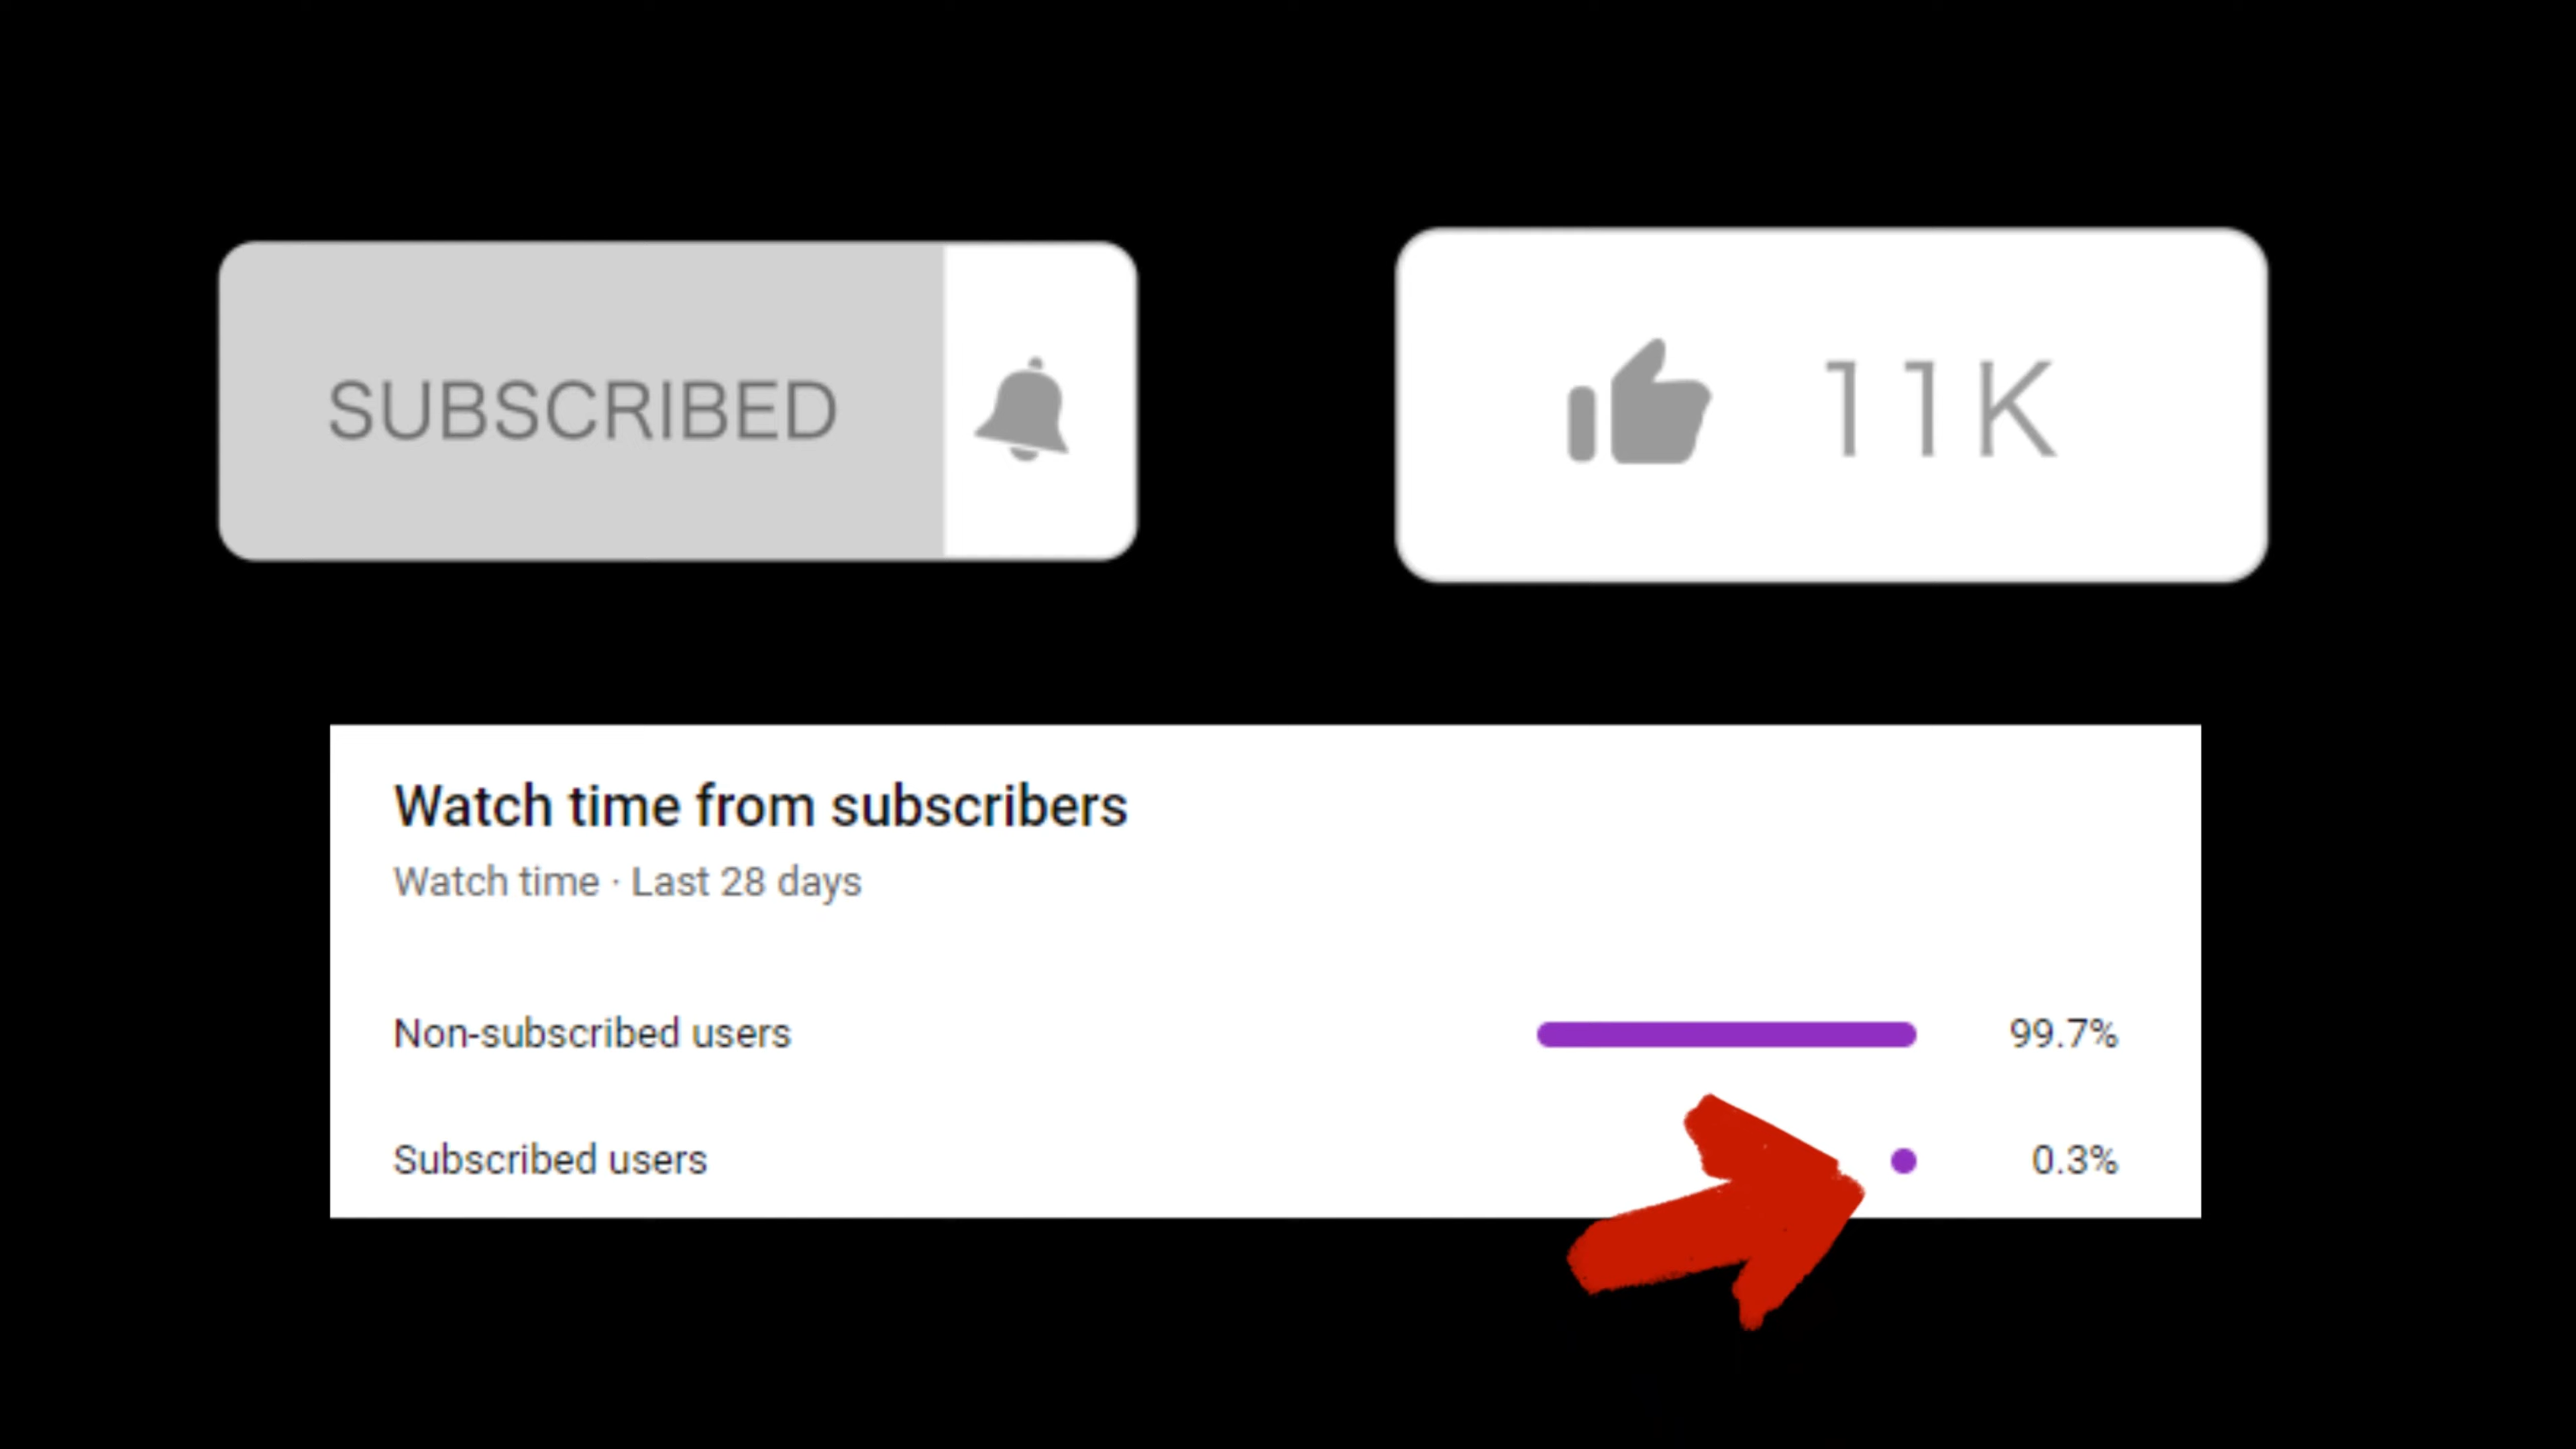 SUBSCRIBED
11K
Watch time from subscribers
Watch time · Last 28 days
Non-subscribed users 99.7%
Subscribed users 0.3%